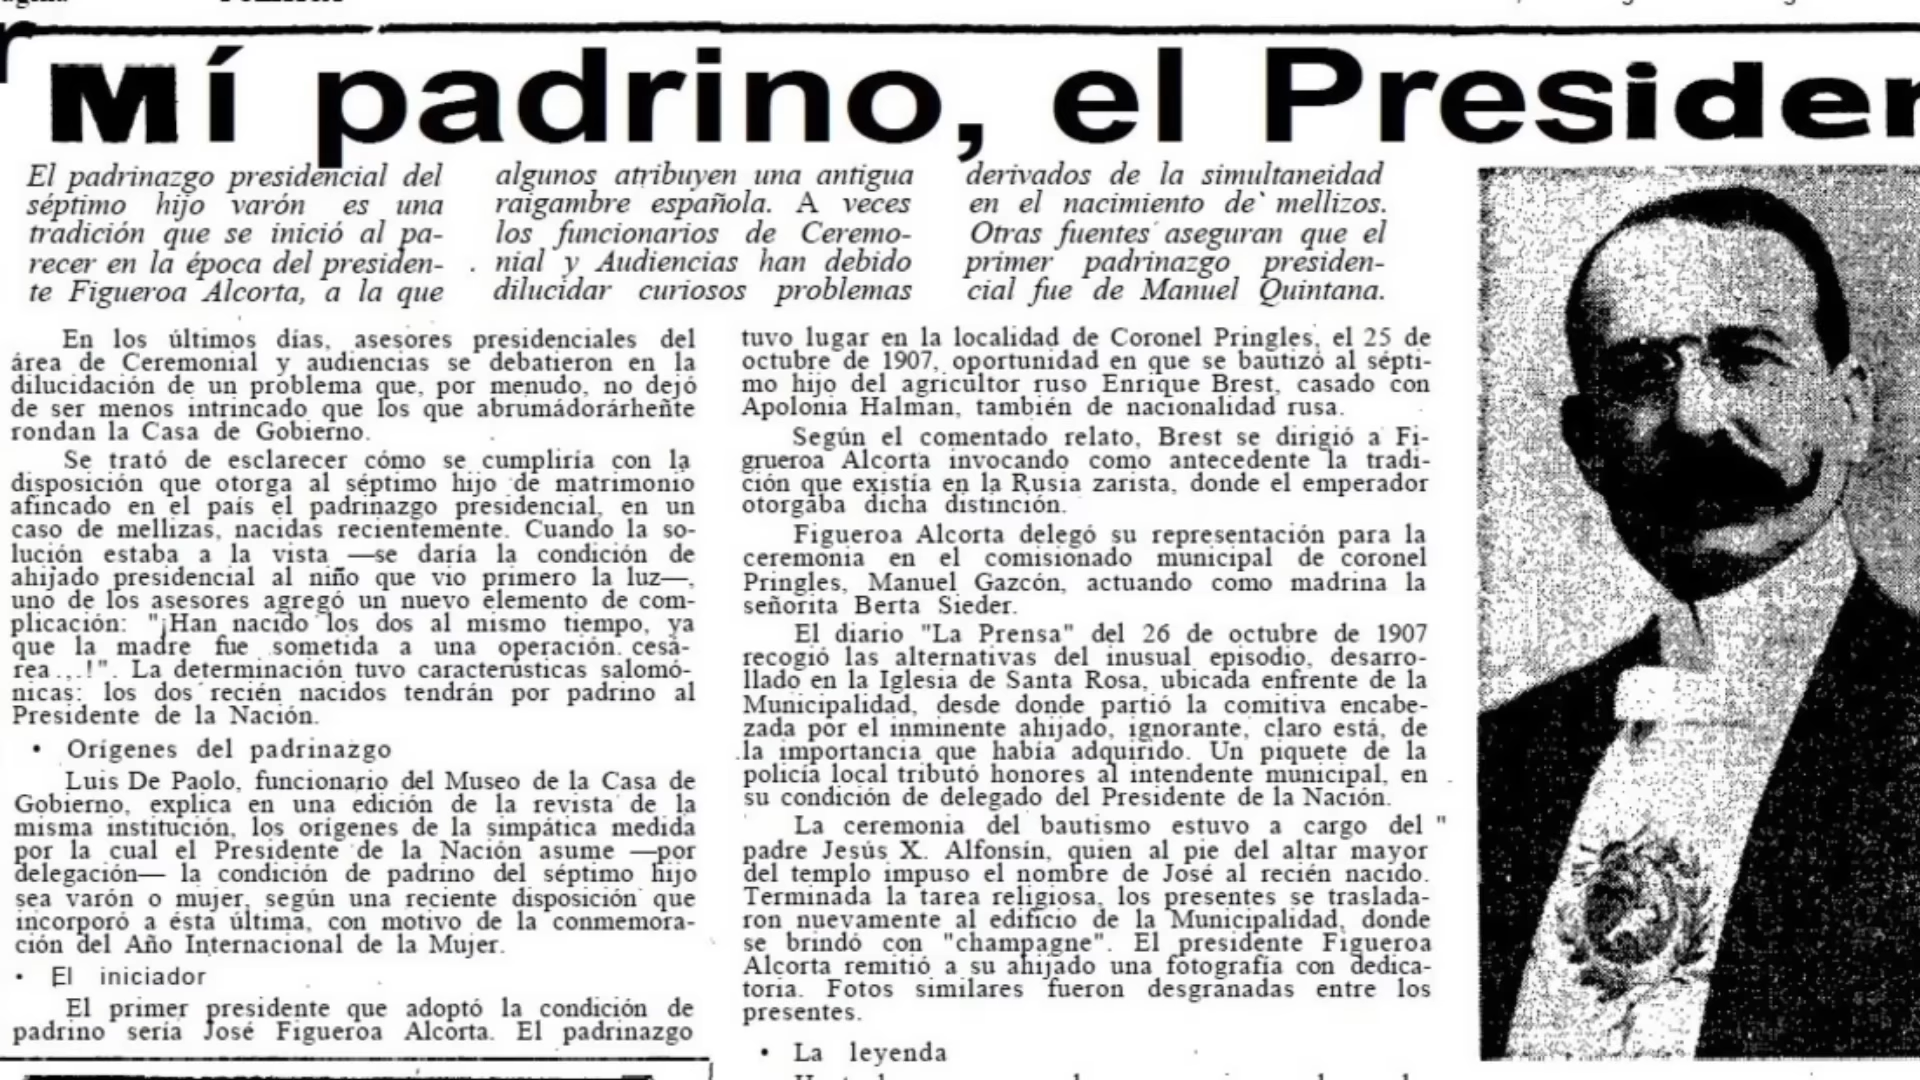 Mí padrino, el Presiden
El padrinazgo presidencial del
séptimo hijo varón es una
tradición que se inició al pa-
recer en la época del presiden-
te Figueroa Alcorta, a la que
algunos atribuyen una antigua
raigambre española. A veces
los funcionarios de Ceremo-
nial y Audiencias han debido
dilucidar curiosos problemas
derivados de la simultaneidad
en el nacimiento de mellizos.
Otras fuentes aseguran que el
primer padrinazgo presiden-
cial fue de Manuel Quintana.
En los últimos días, asesores presidenciales del
área de Ceremonial y audiencias se debatieron en la
dilucidación de un problema que, por menudo, no dejó
de ser menos intrincado que los que abrumádorárheñte
rondan la Casa de Gobierno.
Se trató de esclarecer cómo se cumpliría con la
disposición que otorga al séptimo hijo de matrimonio
afincado en el país el padrinazgo presidencial, en un
caso de mellizas, nacidas recientemente. Cuando la so-
lución estaba a la vista —se daría la condición de
ahijado presidencial al niño que vio primero la luz—,
uno de los asesores agregó un nuevo elemento de com-
plicación: "¡Han nacido los dos al mismo tiempo, ya
que la madre fue sometida a una operación cesá-
rea...!". La determinación tuvo características salomó-
nicas: los dos recién nacidos tendrán por padrino al
Presidente de la Nación.
• Orígenes del padrinazgo
Luis De Paolo, funcionario del Museo de la Casa de
Gobierno, explica en una edición de la revista de la
misma institución, los orígenes de la simpática medida
por la cual el Presidente de la Nación asume —por
delegación— la condición de padrino del séptimo hijo
sea varón o mujer, según una reciente disposición que
incorporó a ésta última, con motivo de la conmemora-
ción del Año Internacional de la Mujer.
• El iniciador
El primer presidente que adoptó la condición de
padrino sería José Figueroa Alcorta. El padrinazgo
tuvo lugar en la localidad de Coronel Pringles, el 25 de
octubre de 1907, oportunidad en que se bautizó al sépti-
mo hijo del agricultor ruso Enrique Brest, casado con
Apolonia Halman, también de nacionalidad rusa.
Según el comentado relato, Brest se dirigió a Fi-
grueroa Alcorta invocando como antecedente la tradi-
ción que existía en la Rusia zarista, donde el emperador
otorgaba dicha distinción.
Figueroa Alcorta delegó su representación para la
ceremonia en el comisionado municipal de coronel
Pringles, Manuel Gazcón, actuando como madrina la
señorita Berta Sieder.
El diario "La Prensa" del 26 de octubre de 1907
recogió las alternativas del inusual episodio, desarro-
llado en la Iglesia de Santa Rosa, ubicada enfrente de la
Municipalidad, desde donde partió la comitiva encabe-
zada por el inminente ahijado, ignorante, claro está, de
la importancia que había adquirido. Un piquete de la
policía local tributó honores al intendente municipal, en
su condición de delegado del Presidente de la Nación.
La ceremonia del bautismo estuvo a cargo del "
padre Jesús X. Alfonsín, quien al pie del altar mayor
del templo impuso el nombre de José al recién nacido.
Terminada la tarea religiosa, los presentes se traslada-
ron nuevamente al edificio de la Municipalidad, donde
se brindó con "champagne". El presidente Figueroa
Alcorta remitió a su ahijado una fotografía con dedica-
toria. Fotos similares fueron desgranadas entre los
presentes.
• La leyenda